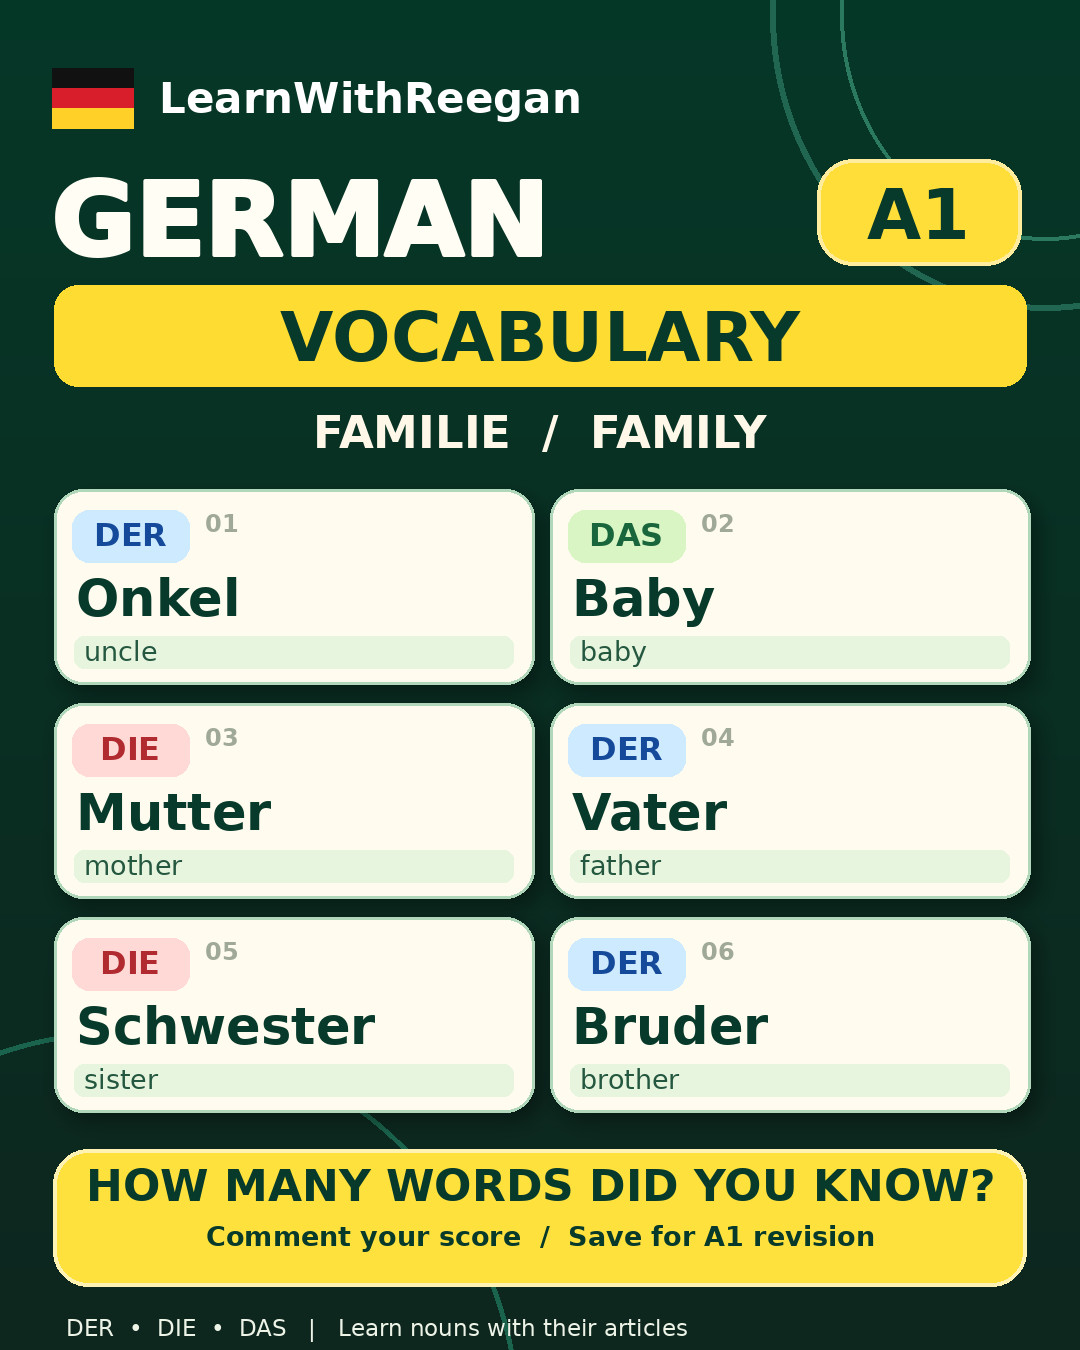 LearnWithReegan
GERMAN
A1
VOCABULARY
FAMILIE / FAMILY
DER 01
Onkel
uncle
DAS 02
Baby
baby
DIE 03
Mutter
mother
DER 04
Vater
father
DIE 05
Schwester
sister
DER 06
Bruder
brother
HOW MANY WORDS DID YOU KNOW?
Comment your score / Save for A1 revision
DER • DIE • DAS | Learn nouns with their articles